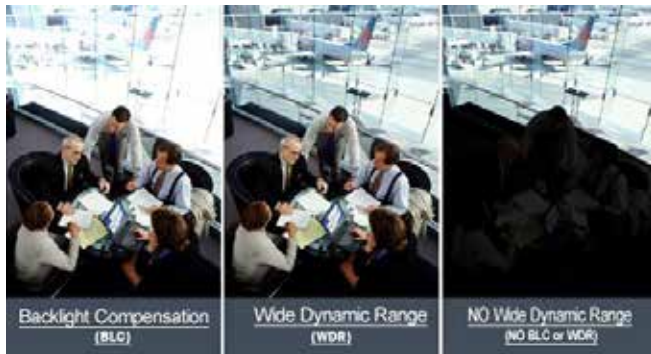 Backlight Compensation
(BLC)
Wide Dynamic Range
(WDR)
NO Wide Dynamic Range
(NO BLC or WDR)